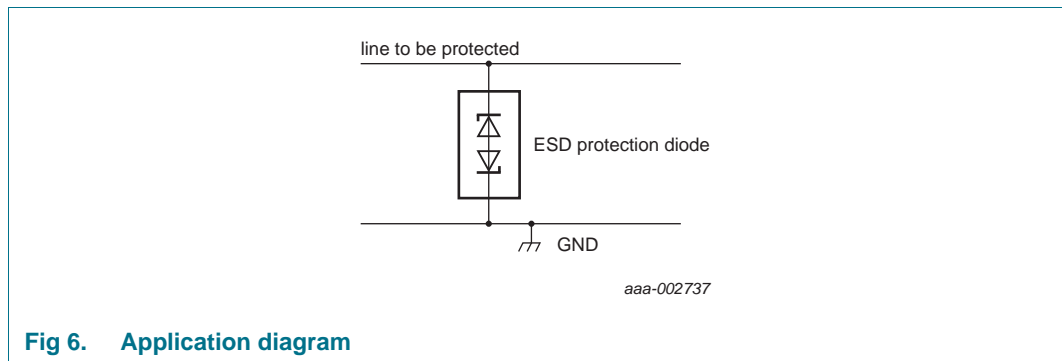 line to be protected
ESD protection diode
GND
aaa-002737
Fig 6. Application diagram